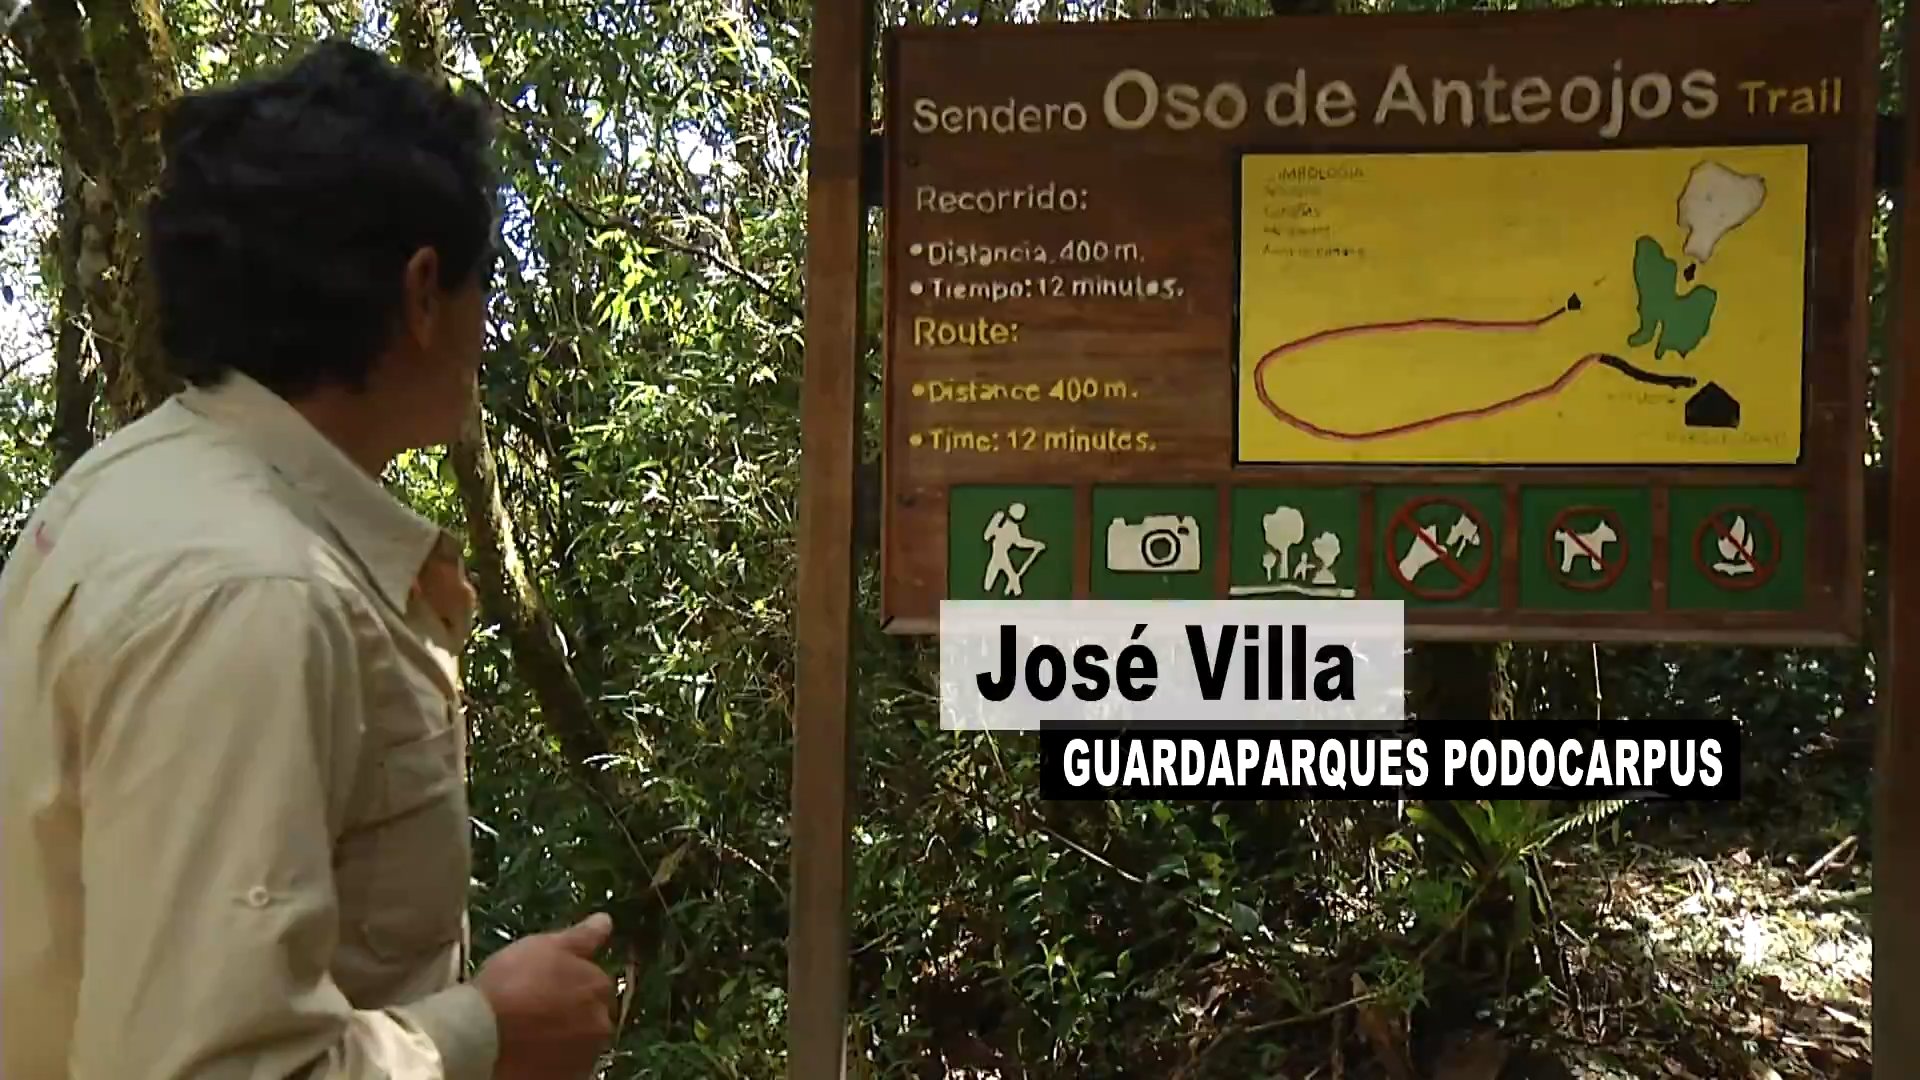 Sendero Oso de Anteojos Trail
Recorrido:
• Distancia. 400 m.
• Tiempo: 12 minutos.
Route:
• Distance 400 m.
• Time: 12 minutes.
José Villa
GUARDAPARQUES PODOCARPUS